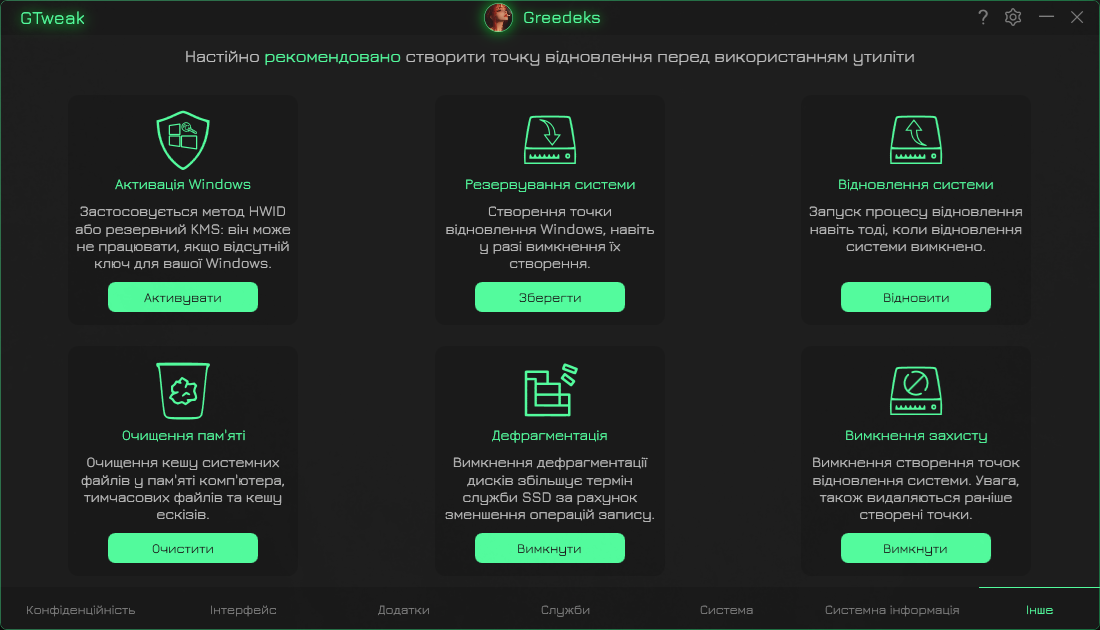 GTweak
Greedeks
?
Настійно рекомендовано створити точку відновлення перед використанням утиліти
Активація Windows
Застосовується метод HWID
або резервний KMS: він може
не працювати, якщо відсутній
ключ для вашої Windows.
Активувати
Резервування системи
Створення точки
відновлення Windows, навіть
у разі вимкнення їх
створення.
Зберегти
Відновлення системи
Запуск процесу відновлення
навіть тоді, коли відновлення
системи вимкнено.
Відновити
Очищення пам'яті
Очищення кешу системних
файлів у пам'яті комп'ютера,
тимчасових файлів та кешу
ескізів.
Очистити
Дефрагментація
Вимкнення дефрагментації
дисків збільшує термін
служби SSD за рахунок
зменшення операцій запису.
Вимкнути
Вимкнення захисту
Вимкнення створення точок
відновлення системи. Увага,
також видаляються раніше
створені точки.
Вимкнути
Конфіденційність
Інтерфейс
Додатки
Служби
Система
Системна інформація
Інше